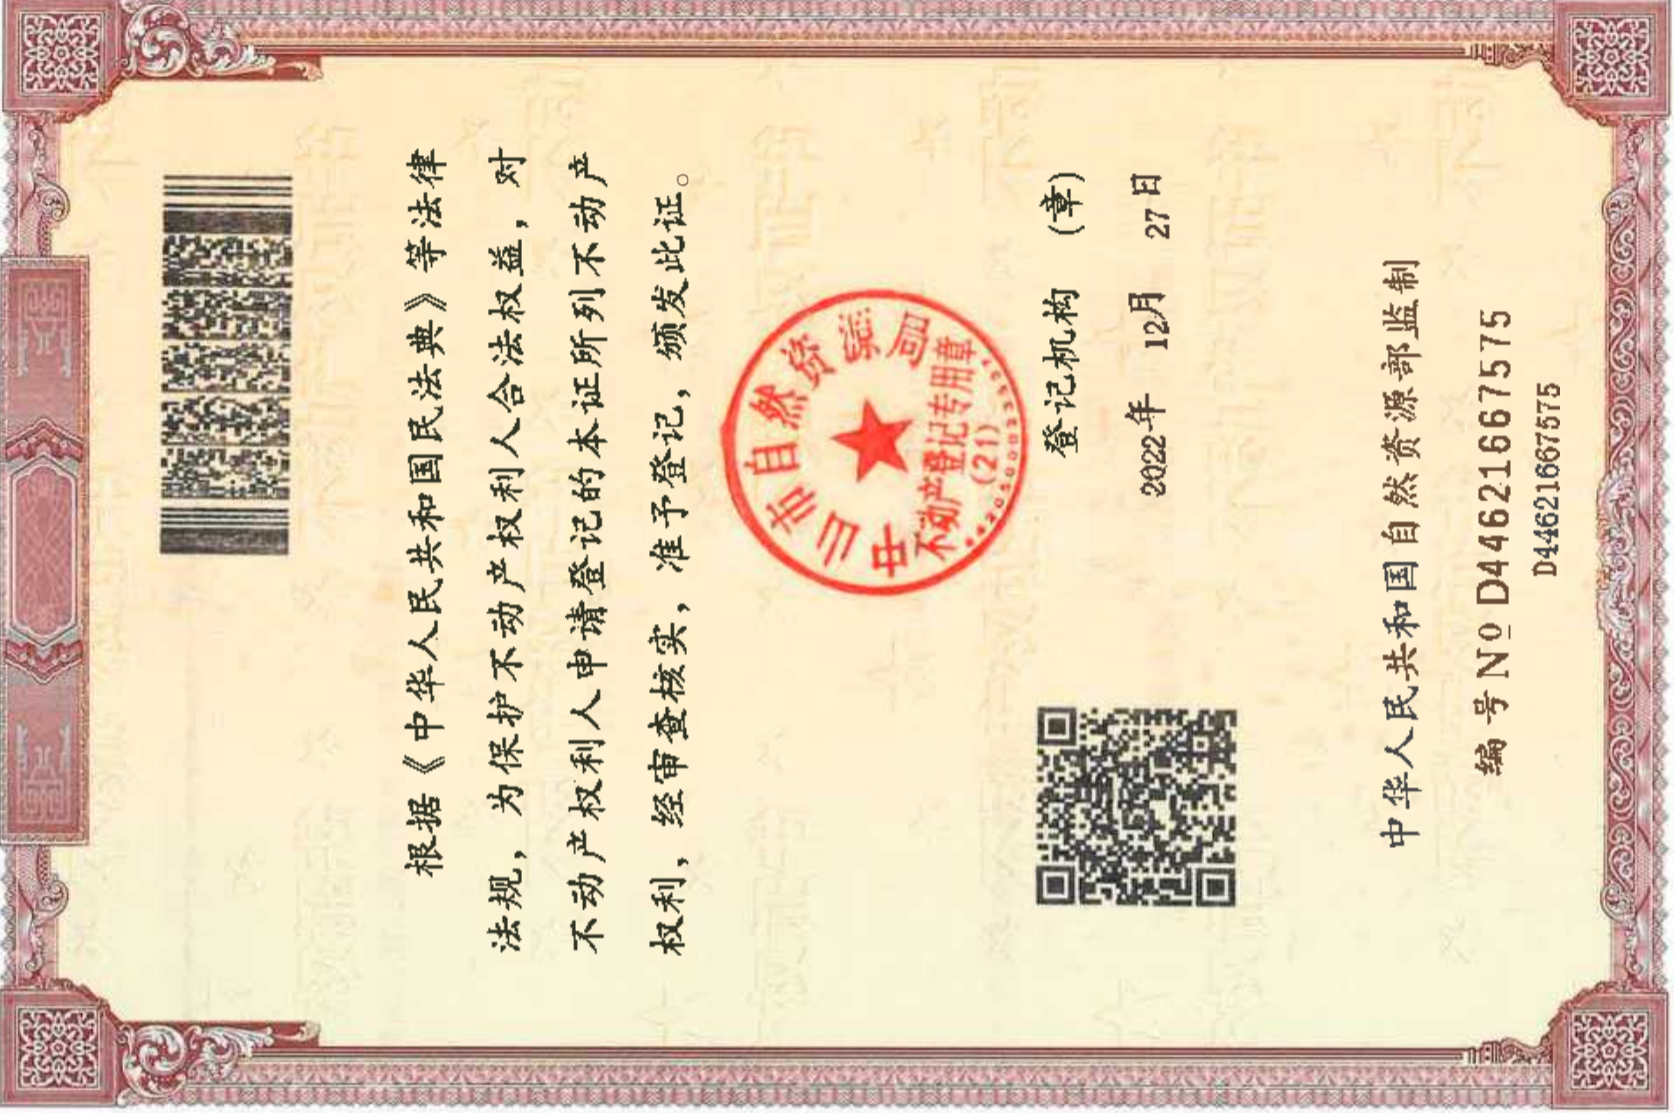 根据《中华人民共和国民法典》等法律
法规，为保护不动产权利人合法权益，对
不动产权利人申请登记的本证所列不动产
权利，经审查核实，准予登记，颁发此证。
中山市自然资源局
不动产登记专用章
(21)
登记机构 (章)
2022年 12月 27日
中华人民共和国自然资源部监制
编号 No D44621667575
D44621667575